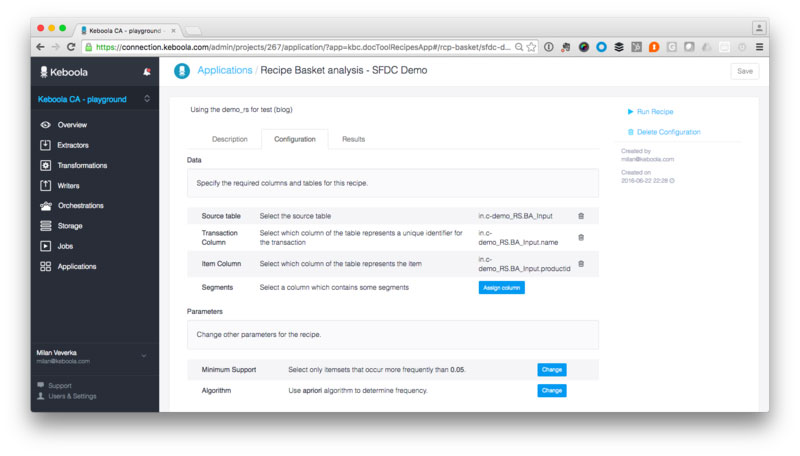 Keboola CA - playground -
https://connection.keboola.com/admin/projects/267/application/?app=kbc.docToolRecipesApp#/rcp-basket/sfdc-d...
Keboola
Applications / Recipe Basket analysis - SFDC Demo
Save
Keboola CA - playground
Overview
Extractors
Transformations
Writers
Orchestrations
Storage
Jobs
Applications
Milan Veverka
milan@keboola.com
Support
Users & Settings
Using the demo_rs for test (blog)
Description
Configuration
Results
Data
Specify the required columns and tables for this recipe.
Source table
Select the source table
in.c-demo_RS.BA_Input
Transaction
Column
Select which column of the table represents a unique identifier for
the transaction
in.c-
demo_RS.BA_Input.name
Item Column
Select which column of the table represents the item
in.c-
demo_RS.BA_Input.productid
Segments
Select a column which contains some segments
Assign column
Parameters
Change other parameters for the recipe.
Minimum Support
Select only itemsets that occur more frequently than 0.05.
Change
Algorithm
Use apriori algorithm to determine frequency.
Change
Run Recipe
Delete Configuration
Created by
milan@keboola.com
Created on
2016-06-22 22:28